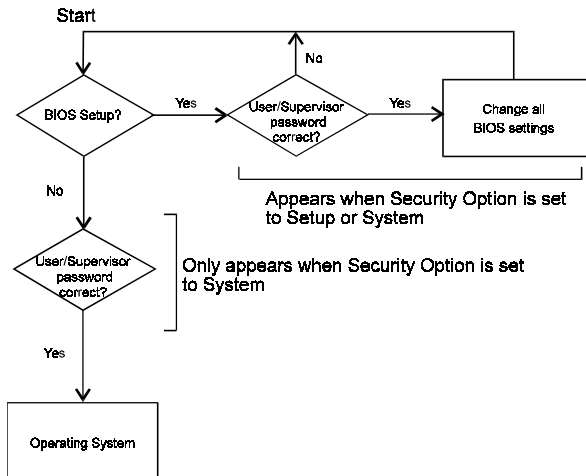 Start
No
BIOS Setup?
Yes
User/Supervisor
password
correct?
Yes
Change all
BIOS settings
No
Appears when Security Option is set
to Setup or System
User/Supervisor
password
correct?
Only appears when Security Option is set
to System
Yes
Operating System